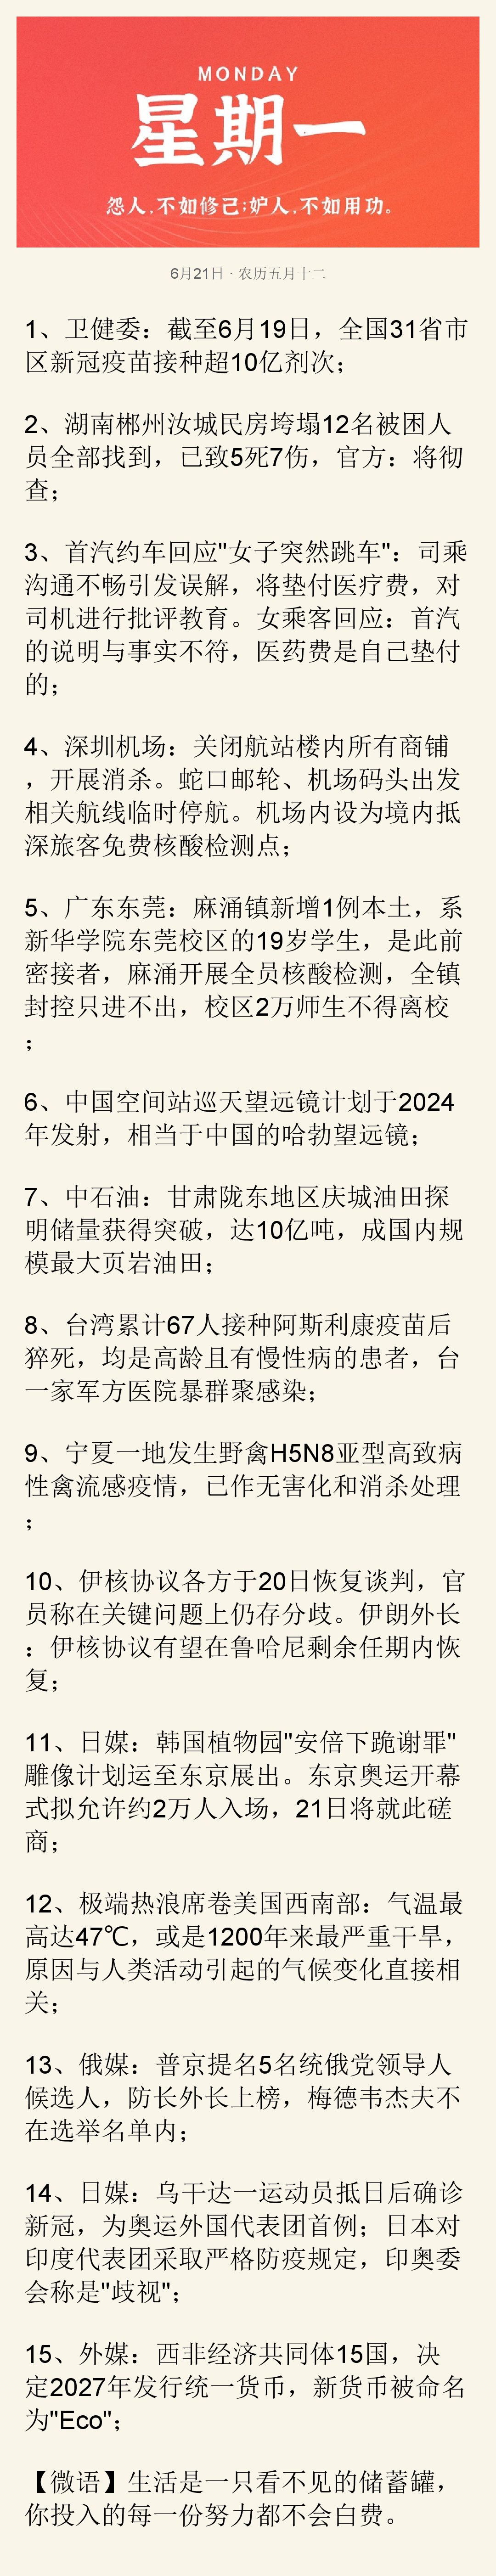 MONDAY
星期一
怨人,不如修己;妒人,不如用功。
6月21日 · 农历五月十二
1、卫健委：截至6月19日，全国31省市
区新冠疫苗接种超10亿剂次；
2、湖南郴州汝城民房垮塌12名被困人
员全部找到，已致5死7伤，官方：将彻
查；
3、首汽约车回应"女子突然跳车"：司乘
沟通不畅引发误解，将垫付医疗费，对
司机进行批评教育。女乘客回应：首汽
的说明与事实不符，医药费是自己垫付
的；
4、深圳机场：关闭航站楼内所有商铺
，开展消杀。蛇口邮轮、机场码头出发
相关航线临时停航。机场内设为境内抵
深旅客免费核酸检测点；
5、广东东莞：麻涌镇新增1例本土，系
新华学院东莞校区的19岁学生，是此前
密接者，麻涌开展全员核酸检测，全镇
封控只进不出，校区2万师生不得离校
；
6、中国空间站巡天望远镜计划于2024
年发射，相当于中国的哈勃望远镜；
7、中石油：甘肃陇东地区庆城油田探
明储量获得突破，达10亿吨，成国内规
模最大页岩油田；
8、台湾累计67人接种阿斯利康疫苗后
猝死，均是高龄且有慢性病的患者，台
一家军方医院暴群聚感染；
9、宁夏一地发生野禽H5N8亚型高致病
性禽流感疫情，已作无害化和消杀处理
；
10、伊核协议各方于20日恢复谈判，官
员称在关键问题上仍存分歧。伊朗外长
：伊核协议有望在鲁哈尼剩余任期内恢
复；
11、日媒：韩国植物园"安倍下跪谢罪"
雕像计划运至东京展出。东京奥运开幕
式拟允许约2万人入场，21日将就此磋
商；
12、极端热浪席卷美国西南部：气温最
高达47℃，或是1200年来最严重干旱，
原因与人类活动引起的气候变化直接相
关；
13、俄媒：普京提名5名统俄党领导人
候选人，防长外长上榜，梅德韦杰夫不
在选举名单内；
14、日媒：乌干达一运动员抵日后确诊
新冠，为奥运外国代表团首例；日本对
印度代表团采取严格防疫规定，印奥委
会称是"歧视"；
15、外媒：西非经济共同体15国，决
定2027年发行统一货币，新货币被命名
为"Eco"；
【微语】生活是一只看不见的储蓄罐，
你投入的每一份努力都不会白费。